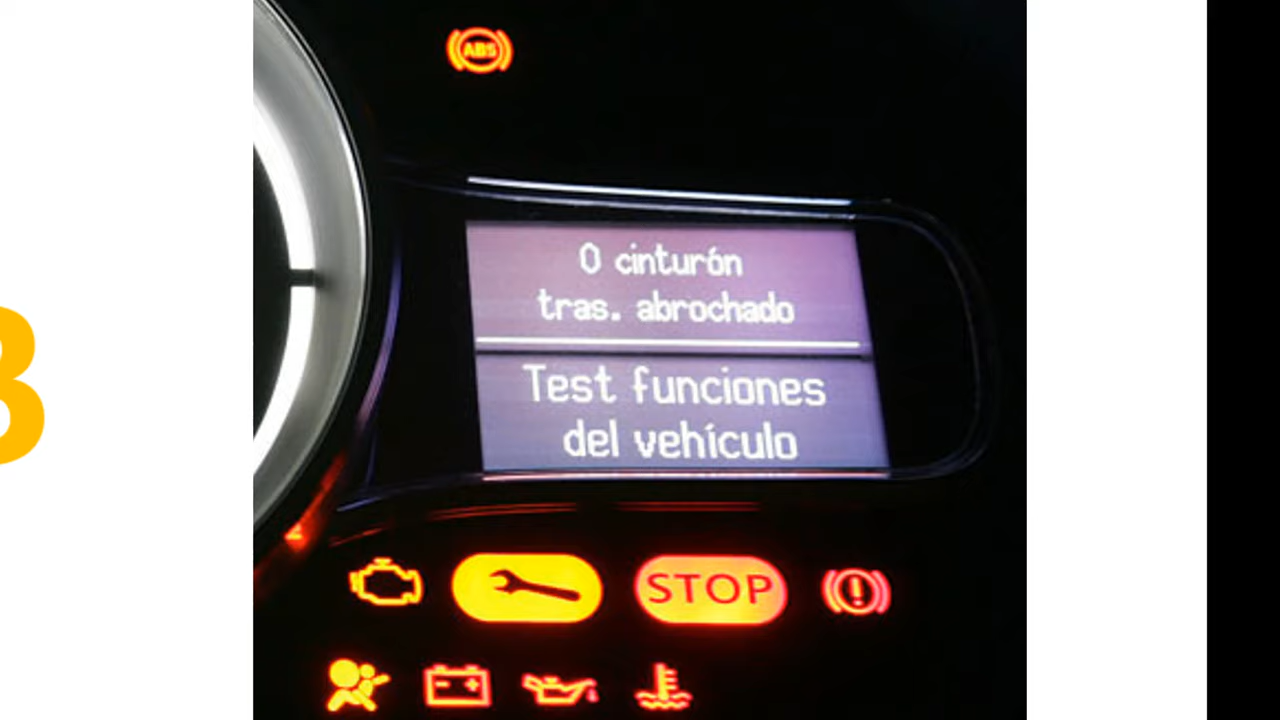 ABS
0 cinturón
tras. abrochado
Test funciones
del vehículo
STOP